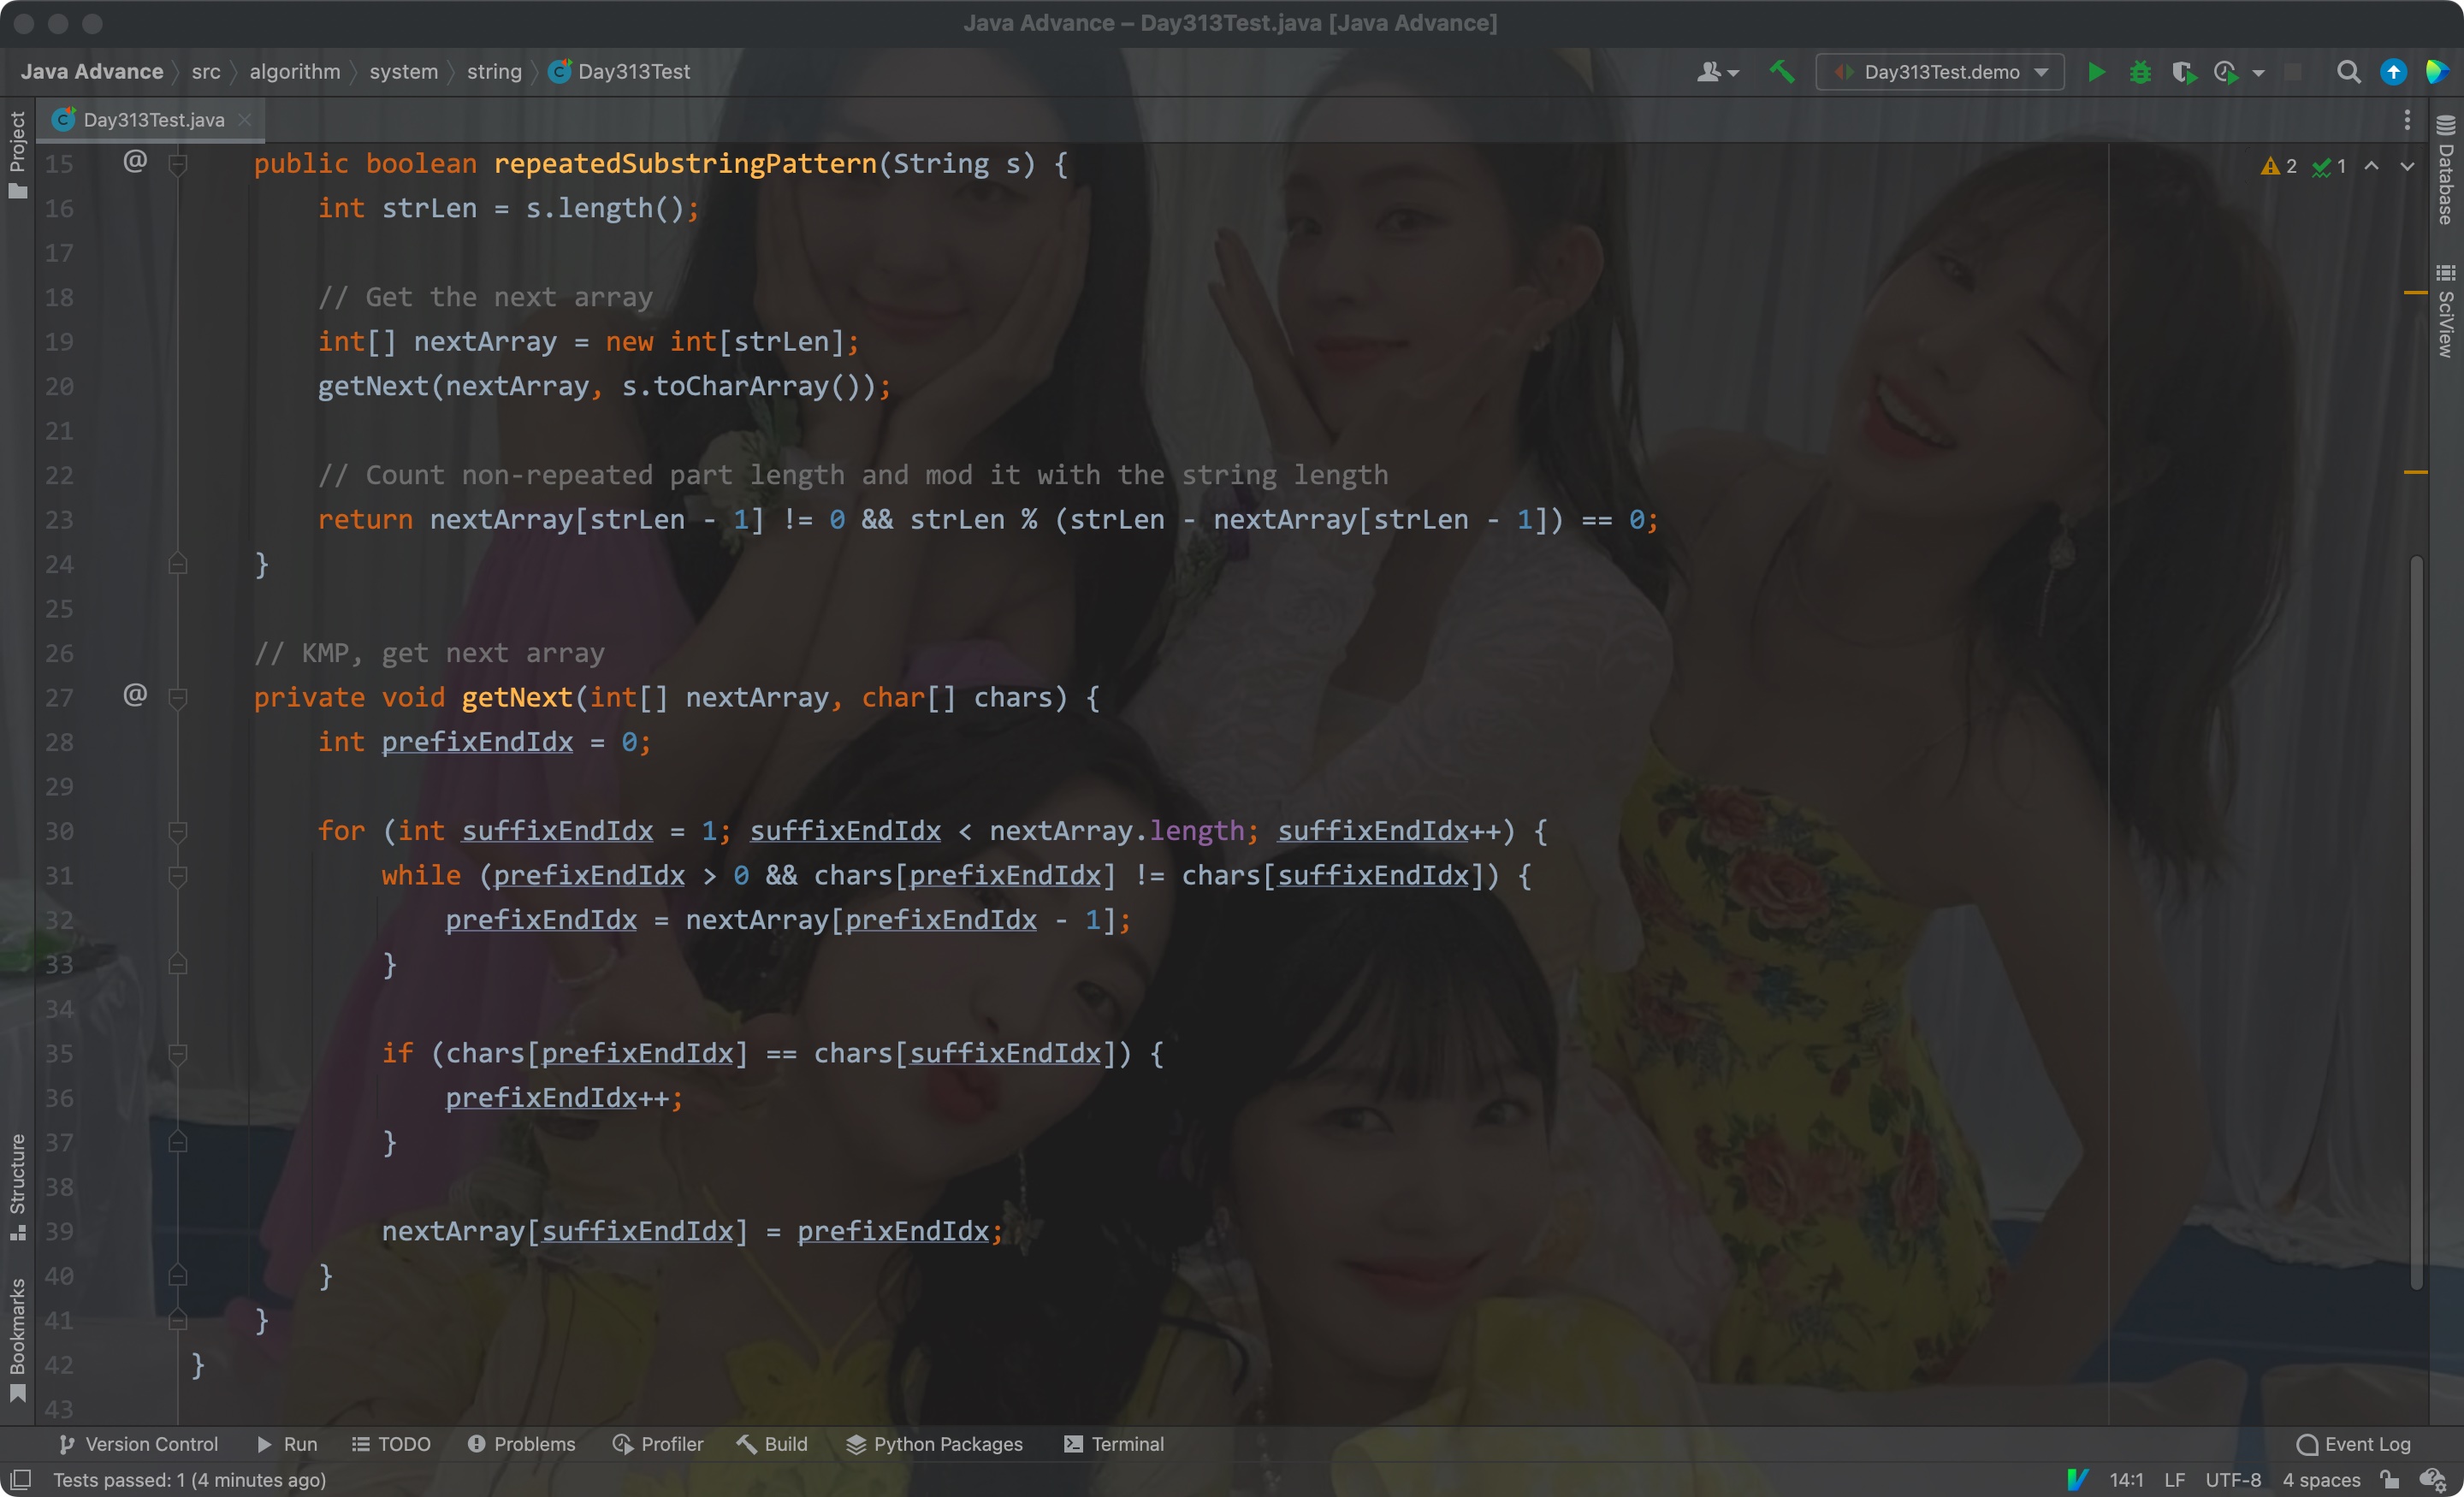 Java Advance – Day313Test.java [Java Advance]
Java Advance src algorithm system string Day313Test
Day313Test.demo
Project
Day313Test.java
Database
15 @ public boolean repeatedSubstringPattern(String s) {
2 1
16 int strLen = s.length();
17
18 // Get the next array
SciView
19 int[] nextArray = new int[strLen];
20 getNext(nextArray, s.toCharArray());
21
22 // Count non-repeated part length and mod it with the string length
23 return nextArray[strLen - 1] != 0 && strLen % (strLen - nextArray[strLen - 1]) == 0;
24 }
25
26 // KMP, get next array
27 @ private void getNext(int[] nextArray, char[] chars) {
28 int prefixEndIdx = 0;
29
30 for (int suffixEndIdx = 1; suffixEndIdx < nextArray.length; suffixEndIdx++) {
31 while (prefixEndIdx > 0 && chars[prefixEndIdx] != chars[suffixEndIdx]) {
32 prefixEndIdx = nextArray[prefixEndIdx - 1];
33 }
34
35 if (chars[prefixEndIdx] == chars[suffixEndIdx]) {
36 prefixEndIdx++;
37 }
38
Structure
39 nextArray[suffixEndIdx] = prefixEndIdx;
40 }
41 }
Bookmarks
42 }
43
Version Control Run TODO Problems Profiler Build Python Packages Terminal Event Log
Tests passed: 1 (4 minutes ago) 14:1 LF UTF-8 4 spaces